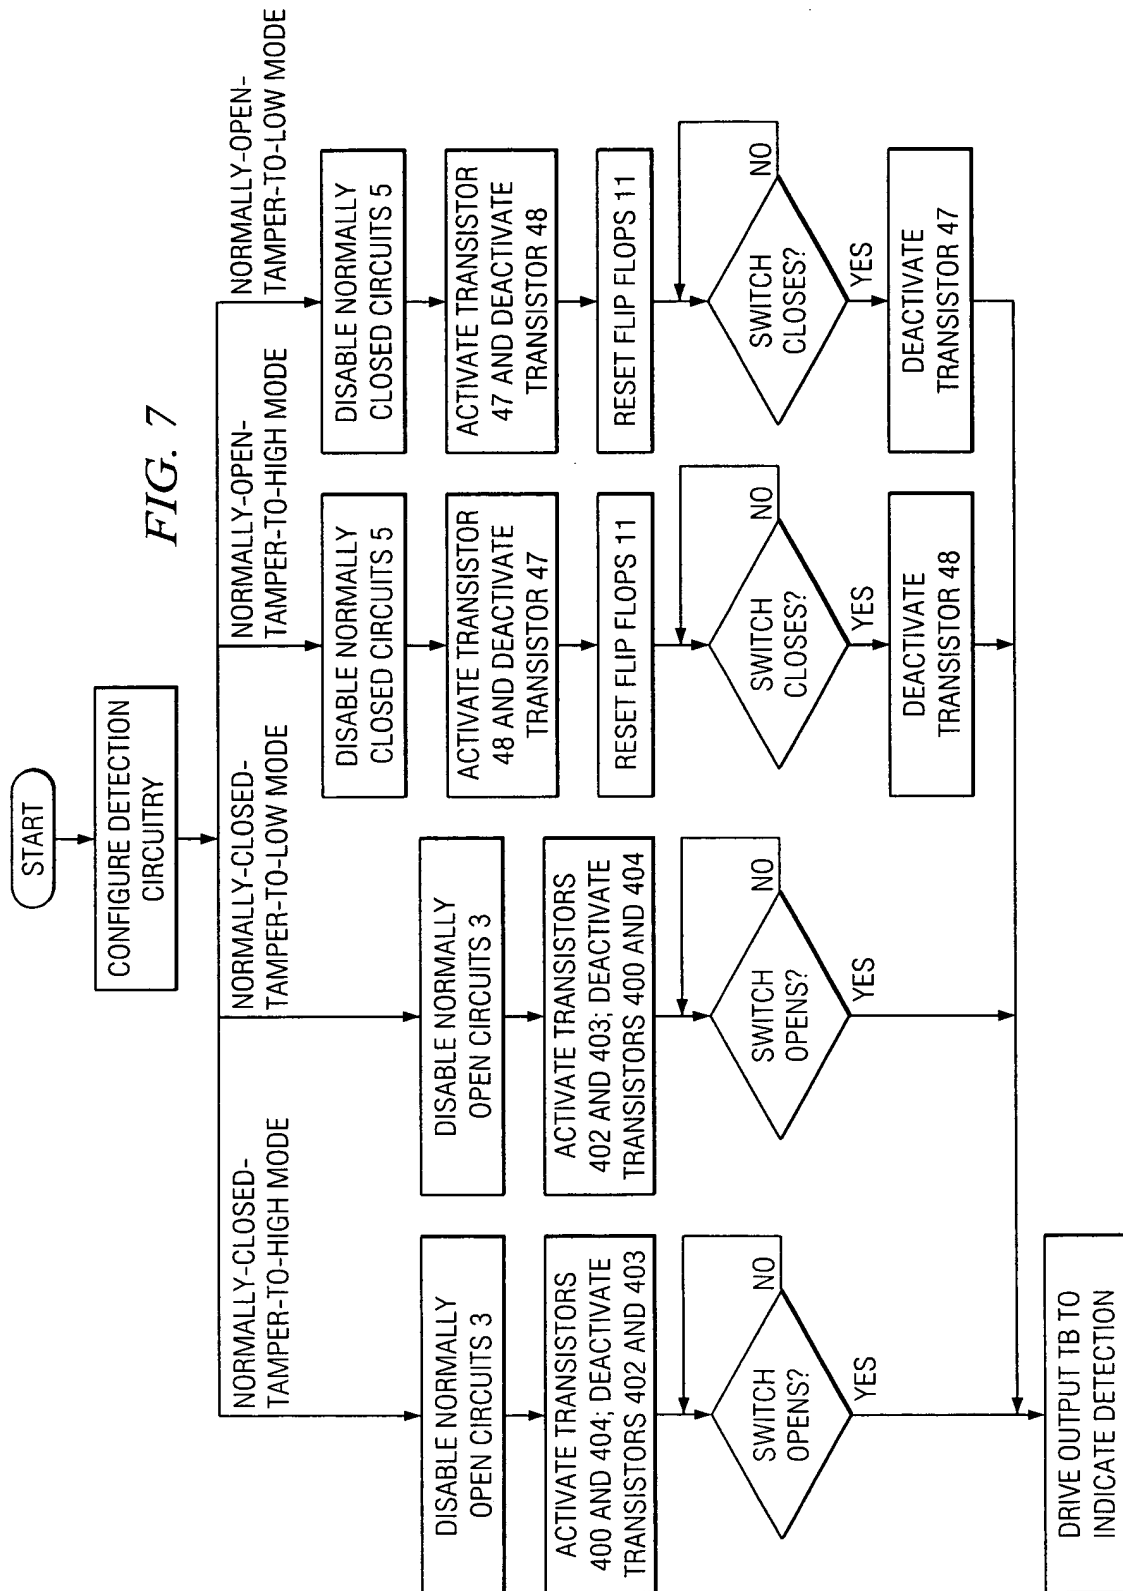 FIG. 7
START
CONFIGURE DETECTION
CIRCUITRY
NORMALLY-CLOSED-
TAMPER-TO-HIGH MODE
DISABLE NORMALLY
OPEN CIRCUITS 3
ACTIVATE TRANSISTORS
400 AND 404; DEACTIVATE
TRANSISTORS 402 AND 403
SWITCH
OPENS?
NO
YES
NORMALLY-CLOSED-
TAMPER-TO-LOW MODE
DISABLE NORMALLY
OPEN CIRCUITS 3
ACTIVATE TRANSISTORS
402 AND 403; DEACTIVATE
TRANSISTORS 400 AND 404
SWITCH
OPENS?
NO
YES
NORMALLY-OPEN-
TAMPER-TO-HIGH MODE
DISABLE NORMALLY
CLOSED CIRCUITS 5
ACTIVATE TRANSISTOR
48 AND DEACTIVATE
TRANSISTOR 47
RESET FLIP FLOPS 11
SWITCH
CLOSES?
NO
YES
DEACTIVATE
TRANSISTOR 48
NORMALLY-OPEN-
TAMPER-TO-LOW MODE
DISABLE NORMALLY
CLOSED CIRCUITS 5
ACTIVATE TRANSISTOR
47 AND DEACTIVATE
TRANSISTOR 48
RESET FLIP FLOPS 11
SWITCH
CLOSES?
NO
YES
DEACTIVATE
TRANSISTOR 47
DRIVE OUTPUT TB TO
INDICATE DETECTION